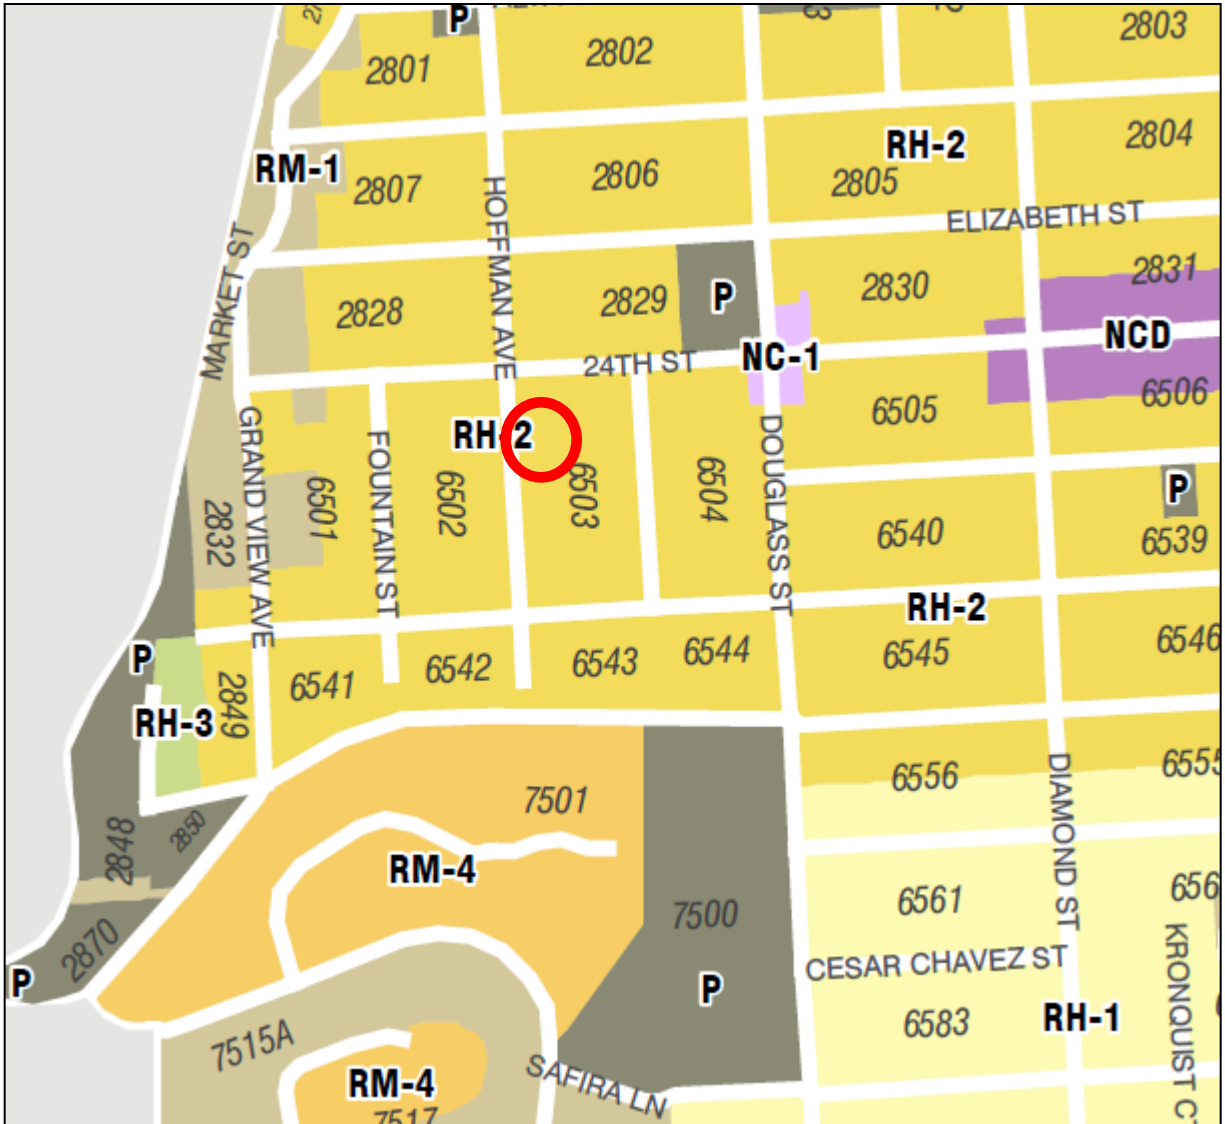 P
2801
2802
2803
RM-1
2807
2806
RH-2
2805
2804
HOFFMAN AVE
ELIZABETH ST
MARKET ST
2828
2829
P
2830
2831
NCD
24TH ST
NC-1
RH-2
6505
6506
GRAND VIEW AVE
FOUNTAIN ST
DOUGLASS ST
2832
6501
6502
6503
6504
6540
P
6539
RH-2
P
RH-3
2849
6541
6542
6543
6544
6545
6546
7501
6556
6555
DIAMOND ST
2848
2850
RM-4
7500
6561
656
2870
P
P
CESAR CHAVEZ ST
KRONQUIST C
7515A
6583
RH-1
RM-4
SAFIRA LN
7517